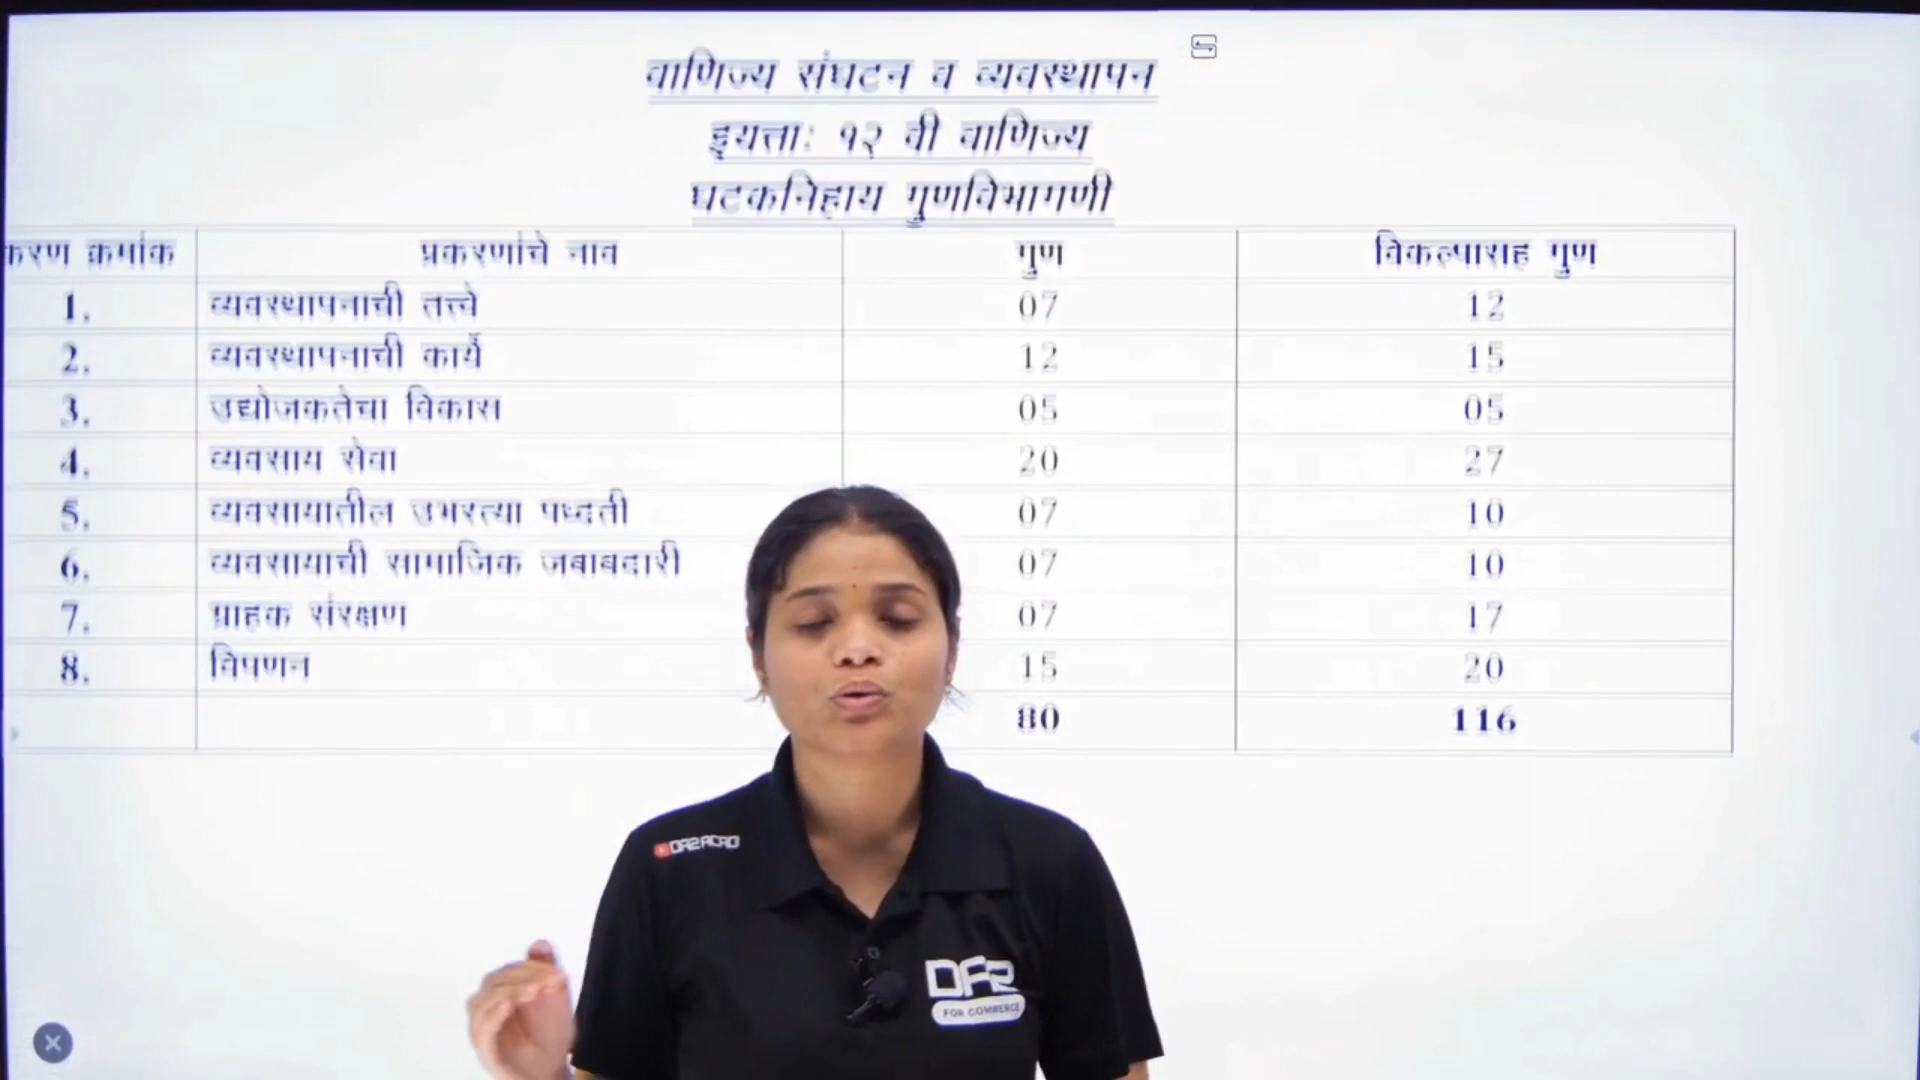 वाणिज्य संघटन व व्यवस्थापन
इयत्ताः १२ वी वाणिज्य
घटकनिहाय गुणविभागणी
करण क्रमांक प्रकरणांचे नाव गुण विकल्पासह गुण
1. व्यवस्थापनाची तत्त्वे 07 12
2. व्यवस्थापनाची कार्ये 12 15
3. उद्योजकतेचा विकास 05 05
4. व्यवसाय सेवा 20 27
5. व्यवसायातील उभरत्या पध्दती 07 10
6. व्यवसायाची सामाजिक जबाबदारी 07 10
7. ग्राहक संरक्षण 07 17
8. विपणन 15 20
80 116
FOR COMMERCE